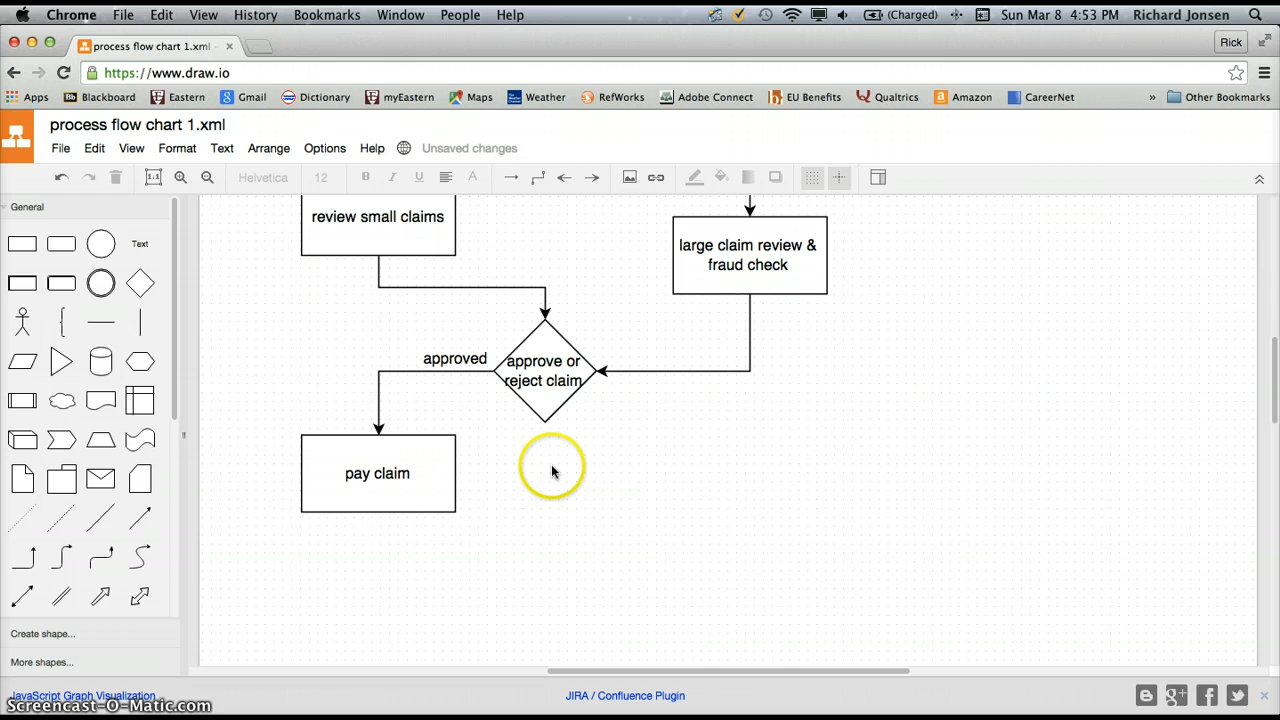 Chrome File Edit View History Bookmarks Window People Help (Charged) Sun Mar 8 4:53 PM Richard Jonsen
process flow chart 1.xml Rick
https://www.draw.io
Apps Blackboard Eastern Gmail Dictionary myEastern Maps Weather RefWorks Adobe Connect EU Benefits Qualtrics Amazon CareerNet » Other Bookmarks
process flow chart 1.xml
File Edit View Format Text Arrange Options Help Unsaved changes
Helvetica 12 B I U A
General
Text
review small claims
large claim review &
fraud check
approved
approve or
reject claim
pay claim
Create shape...
More shapes...
JavaScript Graph Visualization JIRA / Confluence Plugin
Screencast-O-Matic.com